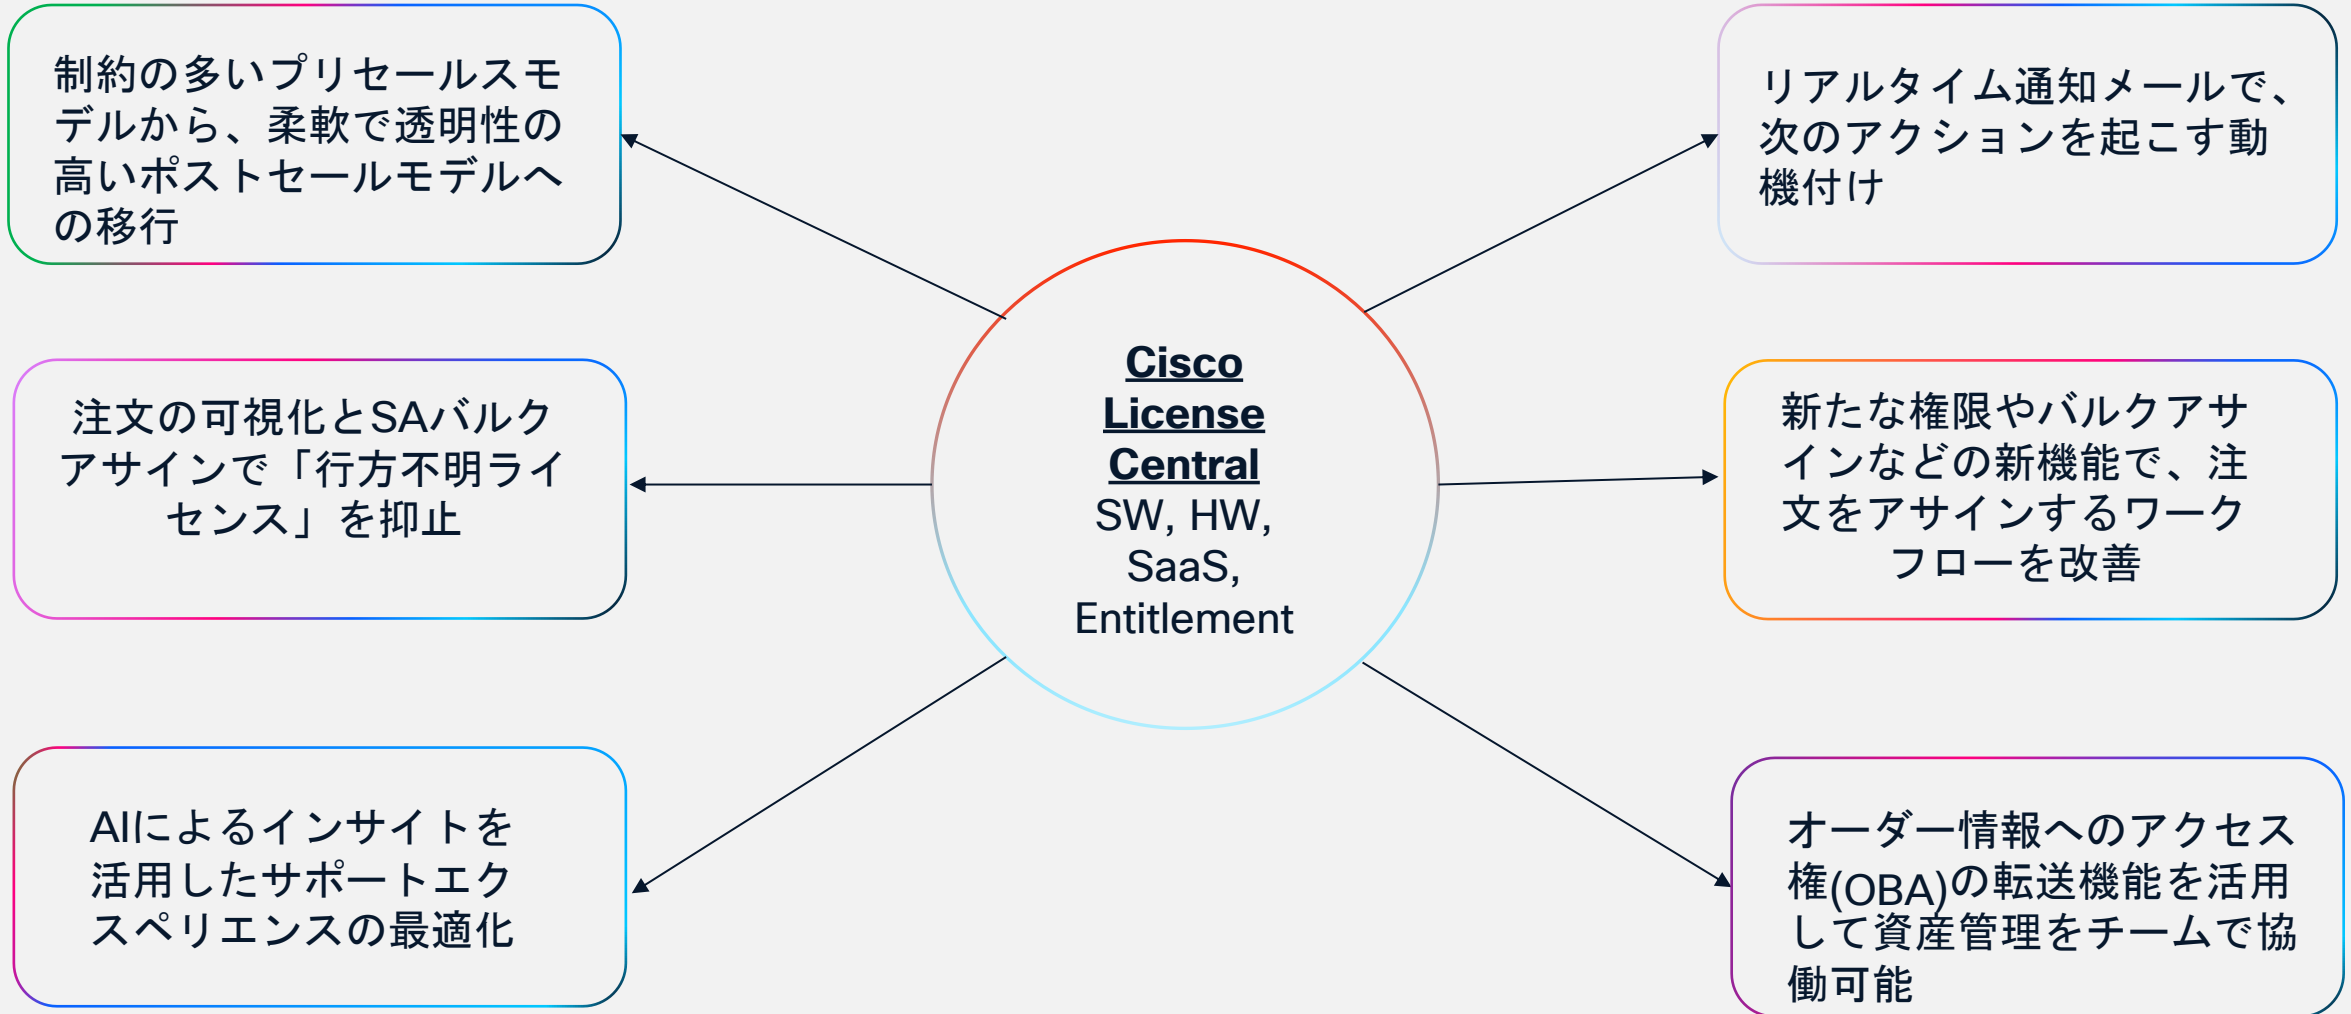 制約の多いプリセールスモ
デルから、柔軟で透明性の
高いポストセールモデルへ
の移行
リアルタイム通知メールで、
次のアクションを起こす動
機付け
Cisco
License
Central
SW, HW,
SaaS,
Entitlement
注文の可視化とSAバルク
アサインで「行方不明ライ
センス」を抑止
新たな権限やバルクアサ
インなどの新機能で、注
文をアサインするワーク
フローを改善
AIによるインサイトを
活用したサポートエク
スペリエンスの最適化
オーダー情報へのアクセス
権(OBA)の転送機能を活用
して資産管理をチームで協
働可能